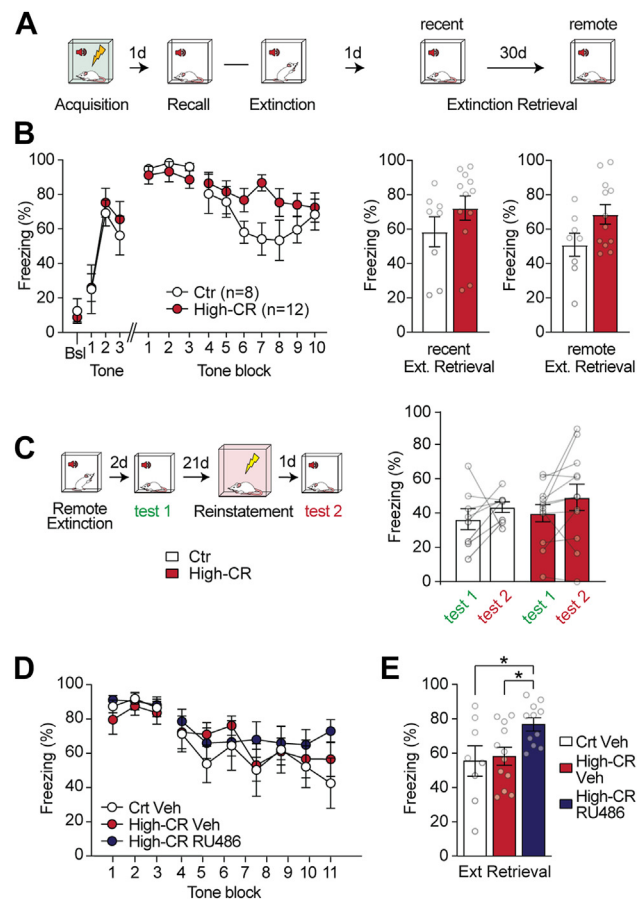 A
recent
remote
1d
1d
30d
Acquisition
Recall
Extinction
Extinction Retrieval
B
Freezing (%)
100
80
60
40
20
0
Ctr (n=8)
High-CR (n=12)
Bsl
1
2
3
1
2
3
4
5
6
7
8
9
10
Tone
Tone block
Freezing (%)
100
80
60
40
20
0
recent
Ext. Retrieval
Freezing (%)
100
80
60
40
20
0
remote
Ext. Retrieval
C
2d
21d
1d
Remote
Extinction
test 1
Reinstatement
test 2
Ctr
High-CR
Freezing (%)
100
80
60
40
20
0
test 1
test 2
test 1
test 2
D
Freezing (%)
100
80
60
40
20
0
Crt Veh
High-CR Veh
High-CR RU486
1
2
3
4
5
6
7
8
9
10
11
Tone block
E
Freezing (%)
100
80
60
40
80
0
*
*
Ext Retrieval
Crt Veh
High-CR
Veh
High-CR
RU486